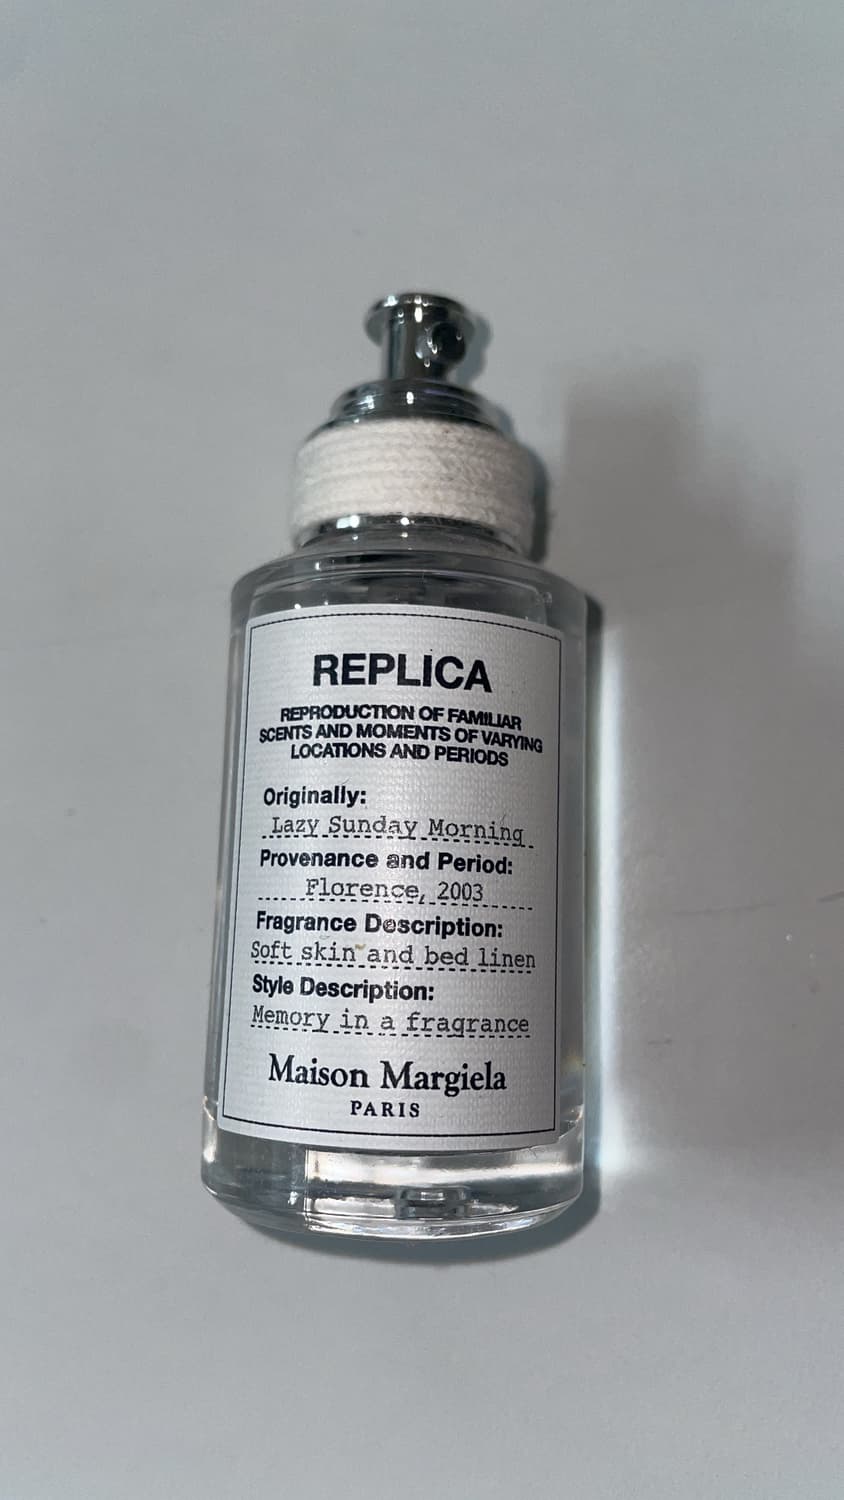 REPLICA
REPRODUCTION OF FAMILIAR
SCENTS AND MOMENTS OF VARYING
LOCATIONS AND PERIODS
Originally:
Lazy Sunday Morning
Provenance and Period:
Florence, 2003
Fragrance Description:
Soft skin and bed linen
Style Description:
Memory in a fragrance
Maison Margiela
PARIS